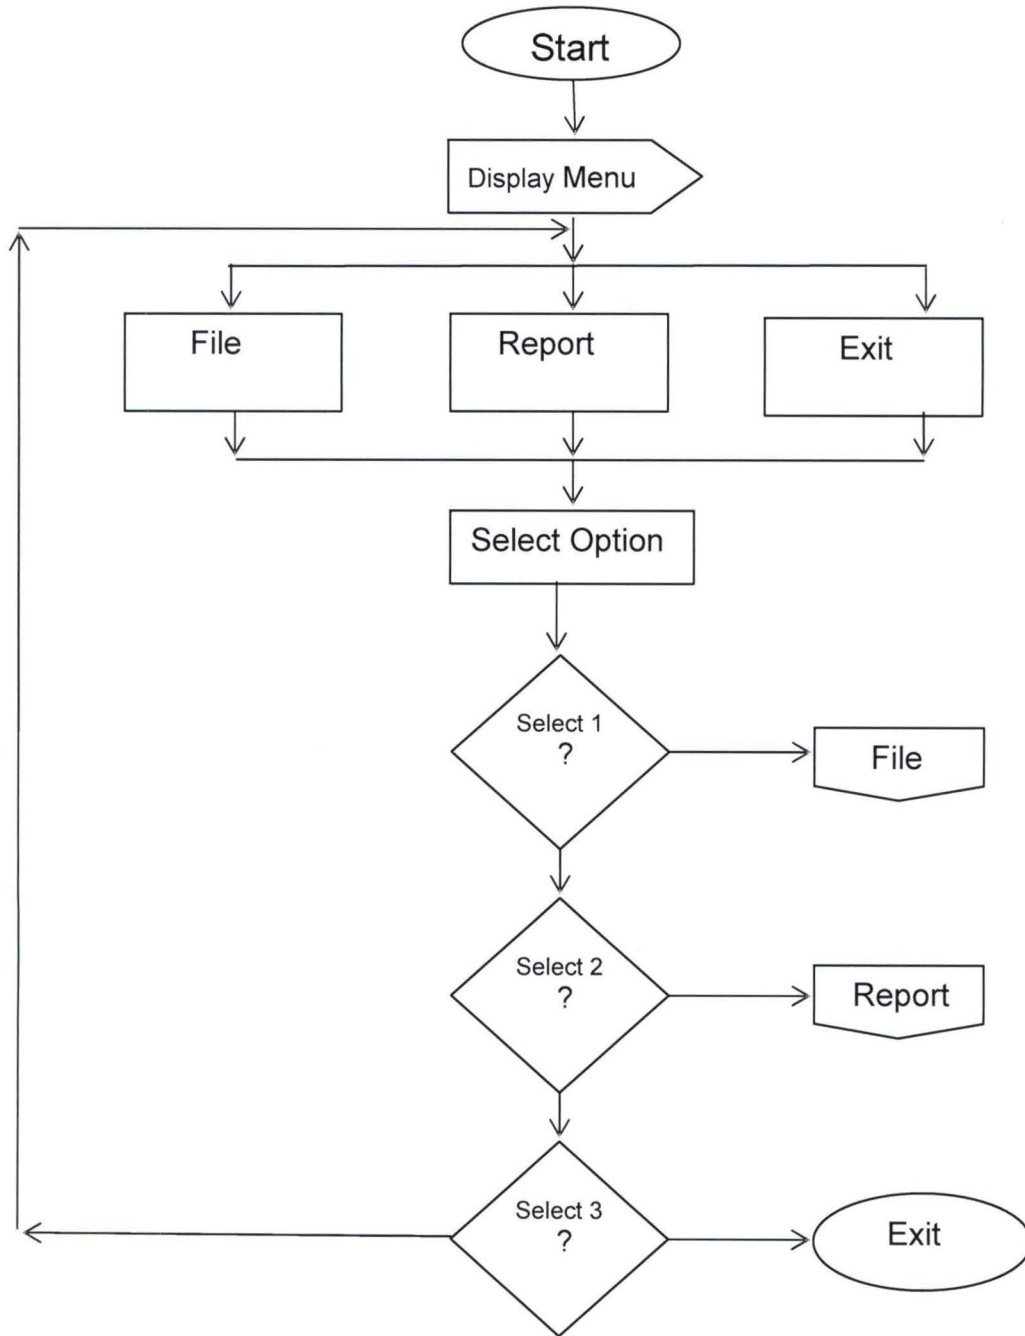 Start
Display Menu
File
Report
Exit
Select Option
Select 1
?
File
Select 2
?
Report
Select 3
?
Exit